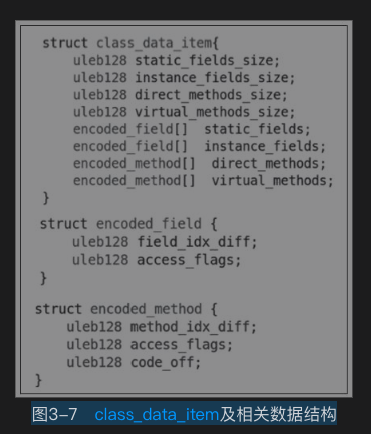 struct class_data_item{
uleb128 static_fields_size;
uleb128 instance_fields_size;
uleb128 direct_methods_size;
uleb128 virtual_methods_size;
encoded_field[] static_fields;
encoded_field[] instance_fields;
encoded_method[] direct_methods;
encoded_method[] virtual_methods;
}
struct encoded_field {
uleb128 field_idx_diff;
uleb128 access_flags;
}
struct encoded_method {
uleb128 method_idx_diff;
uleb128 access_flags;
uleb128 code_off;
}
图3-7 class_data_item及相关数据结构